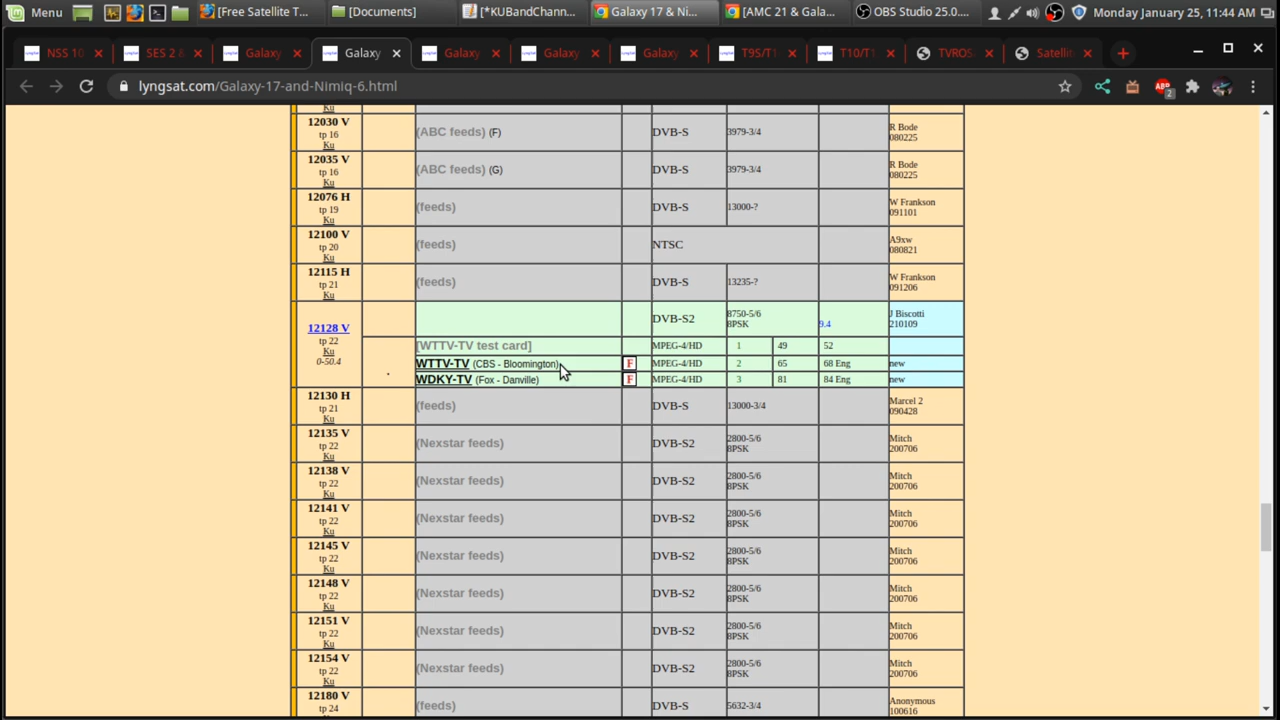 Menu
[Free Satellite T...
[Documents]
[*KUBandChann...
Galaxy 17 & Ni...
[AMC 21 & Gala...
OBS Studio 25.0....
Monday January 25, 11:44 AM
NSS 10
SES 2 &
Galaxy
Galaxy
Galaxy
Galaxy
Galaxy
T9S/T1
T10/T1
TVROS
Satellit
lyngsat.com/Galaxy-17-and-Nimiq-6.html
ABP
2
Ku
12030 V
tp 16
Ku
(ABC feeds) (F)
DVB-S
3979-3/4
R Bode
080225
12035 V
tp 16
Ku
(ABC feeds) (G)
DVB-S
3979-3/4
R Bode
080225
12076 H
tp 19
Ku
(feeds)
DVB-S
13000-?
W Frankson
091101
12100 V
tp 20
Ku
(feeds)
NTSC
A9xw
080821
12115 H
tp 21
Ku
(feeds)
DVB-S
13235-?
W Frankson
091206
12128 V
tp 22
Ku
0-50.4
DVB-S2
8750-5/6
8PSK
9.4
J Biscotti
210109
[WTTV-TV test card]
MPEG-4/HD
1
49
52
WTTV-TV (CBS - Bloomington)
F
MPEG-4/HD
2
65
68 Eng
new
WDKY-TV (Fox - Danville)
F
MPEG-4/HD
3
81
84 Eng
new
12130 H
tp 21
Ku
(feeds)
DVB-S
13000-3/4
Marcel 2
090428
12135 V
tp 22
Ku
(Nexstar feeds)
DVB-S2
2800-5/6
8PSK
Mitch
200706
12138 V
tp 22
Ku
(Nexstar feeds)
DVB-S2
2800-5/6
8PSK
Mitch
200706
12141 V
tp 22
Ku
(Nexstar feeds)
DVB-S2
2800-5/6
8PSK
Mitch
200706
12145 V
tp 22
Ku
(Nexstar feeds)
DVB-S2
2800-5/6
8PSK
Mitch
200706
12148 V
tp 22
Ku
(Nexstar feeds)
DVB-S2
2800-5/6
8PSK
Mitch
200706
12151 V
tp 22
Ku
(Nexstar feeds)
DVB-S2
2800-5/6
8PSK
Mitch
200706
12154 V
tp 22
Ku
(Nexstar feeds)
DVB-S2
2800-5/6
8PSK
Mitch
200706
12180 V
tp 24
Ku
(feeds)
DVB-S
5632-3/4
Anonymous
100616